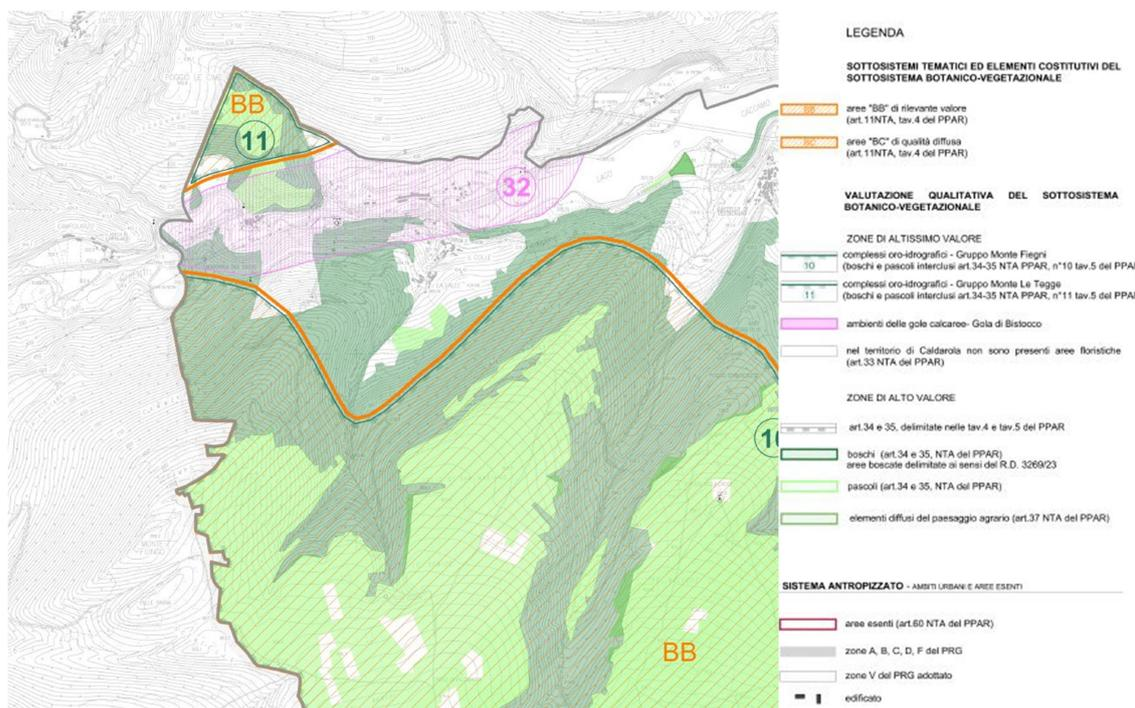 BB
11
32
10
BB
POGGIO LE CIME
CACCAMO
LAGO
LEGENDA
SOTTOSISTEMI TEMATICI ED ELEMENTI COSTITUTIVI DEL
SOTTOSISTEMA BOTANICO-VEGETAZIONALE
BB
aree "BB" di rilevante valore
(art.11NTA, tav.4 del PPAR)
BC
aree "BC" di qualità diffusa
(art.11NTA, tav.4 del PPAR)
VALUTAZIONE QUALITATIVA DEL SOTTOSISTEMA
BOTANICO-VEGETAZIONALE
ZONE DI ALTISSIMO VALORE
complessi oro-idrografici - Gruppo Monte Fiegni
10
(boschi e pascoli interclusi art.34-35 NTA PPAR, n°10 tav.5 del PPAR
complessi oro-idrografici - Gruppo Monte Le Tegge
11
(boschi e pascoli interclusi art.34-35 NTA PPAR, n°11 tav.5 del PPAR
ambienti delle gole calcaree- Gola di Bistocco
nel territorio di Caldarola non sono presenti aree floristiche
(art.33 NTA del PPAR)
ZONE DI ALTO VALORE
art.34 e 35, delimitate nelle tav.4 e tav.5 del PPAR
boschi (art.34 e 35, NTA del PPAR)
aree boscate delimitate ai sensi del R.D. 3269/23
pascoli (art.34 e 35, NTA del PPAR)
elementi diffusi del paesaggio agrario (art.37 NTA del PPAR)
SISTEMA ANTROPIZZATO - AMBITI URBANI E AREE ESENTI
aree esenti (art.60 NTA del PPAR)
zone A, B, C, D, F del PRG
zone V del PRG adottato
edificato